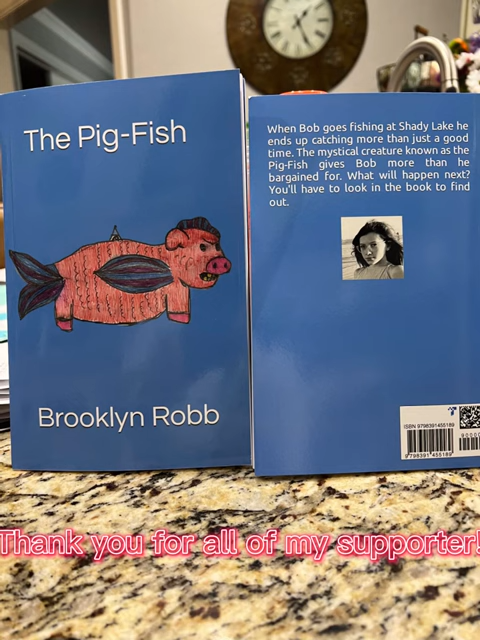 The Pig-Fish
Brooklyn Robb
When Bob goes fishing at Shady Lake he
ends up catching more than just a good
time. The mystical creature known as the
Pig-Fish gives Bob more than he
bargained for. What will happen next?
You'll have to look in the book to find
out.
ISBN 9798391455189
9 798391 455189
Thank you for all of my supporter!